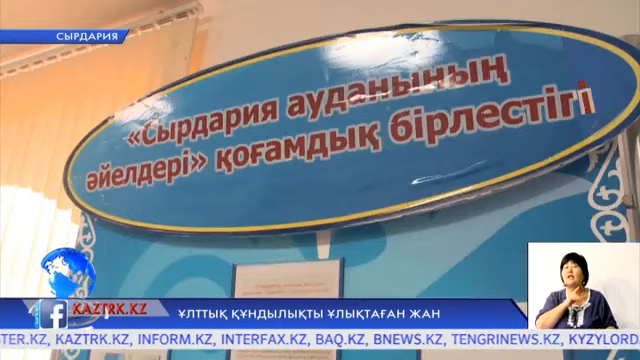 СЫРДАРИЯ
«Сырдария ауданының
әйелдері» қоғамдық бірлестігі
KAZTRK.KZ
ҰЛТТЫҚ ҚҰНДЫЛЫҚТЫ ҰЛЫҚТАҒАН ЖАН
STER.KZ, KAZTRK.KZ, INFORM.KZ, INTERFAX.KZ, BAQ.KZ, BNEWS.KZ, TENGRINEWS.KZ, KYZYLORD